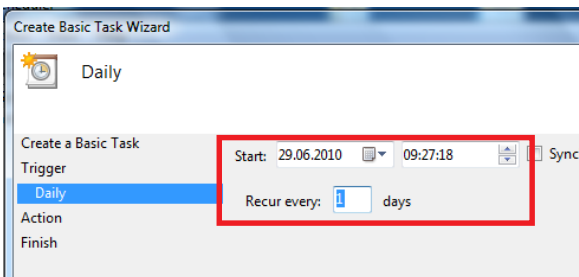 Create Basic Task Wizard
Daily
Create a Basic Task
Trigger
Daily
Action
Finish
Start: 29.06.2010 09:27:18 Sync
Recur every: 1 days